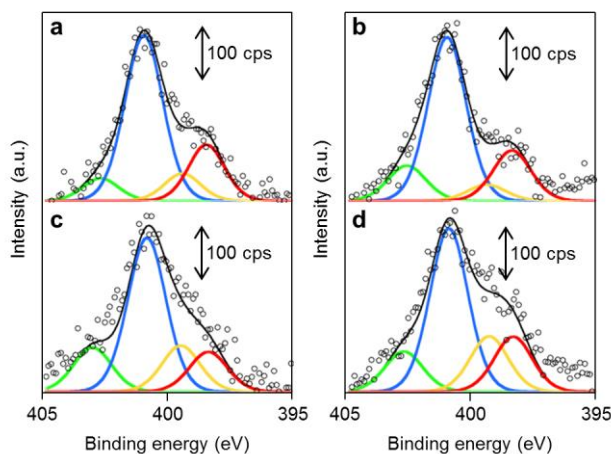 a
100 cps
b
100 cps
Intensity (a.u.)
Intensity (a.u.)
c
100 cps
d
100 cps
405
400
395
405
400
395
Binding energy (eV)
Binding energy (eV)